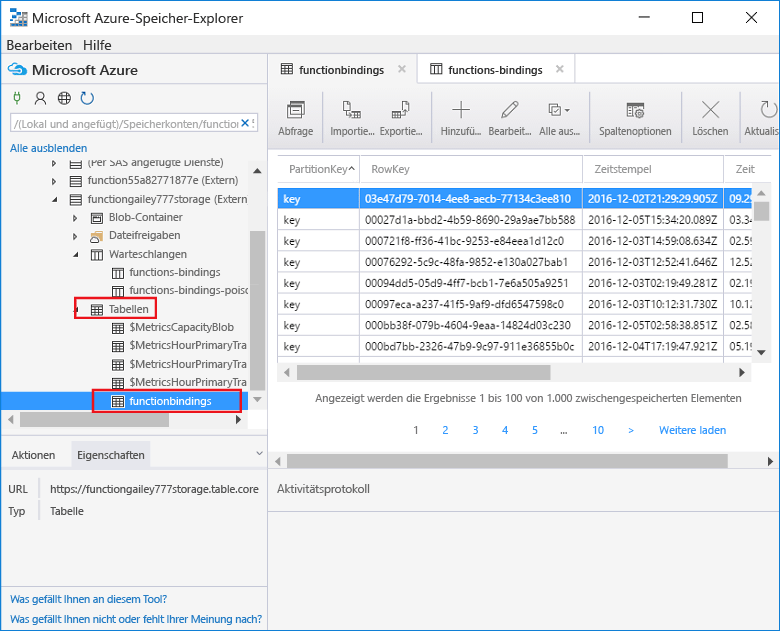 Microsoft Azure-Speicher-Explorer
Bearbeiten Hilfe
Microsoft Azure
/(Lokal und angefügt)/Speicherkonten/function
Alle ausblenden
(Per SAS angefügte Dienste)
function55a82771877e (Extern)
functiongailey777storage (Extern
Blob-Container
Dateifreigaben
Warteschlangen
functions-bindings
functions-bindings-poiso
Tabellen
$MetricsCapacityBlob
$MetricsHourPrimaryTra
$MetricsHourPrimaryTra
$MetricsHourPrimaryTra
functionbindings
Aktionen Eigenschaften
URL https://functiongailey777storage.table.core
Typ Tabelle
Was gefällt Ihnen an diesem Tool?
Was gefällt Ihnen nicht oder fehlt Ihrer Meinung nach?
functionbindings functions-bindings
Abfrage Importie... Exportie... Hinzufü... Bearbeit... Alle aus... Spaltenoptionen Löschen Aktualis
PartitionKey RowKey Zeitstempel Zeit
key 03e47d79-7014-4ee8-aecb-77134c3ee810 2016-12-02T21:29:29.905Z 09.29
key 00027d1a-bbd2-4b59-8690-29a9ae7bb588 2016-12-05T15:34:20.089Z 03.34
key 000721f8-ff36-41bc-9253-e84eea1d12c0 2016-12-03T14:59:08.634Z 02.59
key 00076292-5c9c-48fa-9852-e130a027bab1 2016-12-03T12:52:41.646Z 12.52
key 00094dd5-05d9-4ff7-bcb1-7e6a505a9251 2016-12-03T02:19:49.281Z 02.19
key 00097eca-a237-41f5-9af9-dfd6547598c0 2016-12-03T10:12:31.730Z 10.12
key 000bb38f-079b-4604-9eaa-14824d03c230 2016-12-05T02:58:38.851Z 02.58
key 000bd7bb-2326-47b9-9c97-911e36855b0c 2016-12-04T17:19:47.921Z 05.19
Angezeigt werden die Ergebnisse 1 bis 100 von 1.000 zwischengespeicherten Elementen
1 2 3 4 5 ... 10 > Weitere laden
Aktivitätsprotokoll